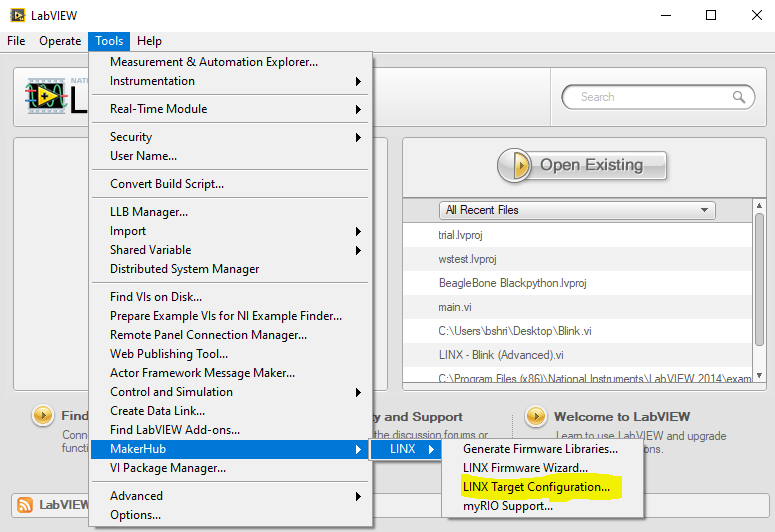 LabVIEW
File Operate Tools Help
Measurement & Automation Explorer...
Instrumentation
Real-Time Module
Security
User Name...
Convert Build Script...
LLB Manager...
Import
Shared Variable
Distributed System Manager
Find VIs on Disk...
Prepare Example VIs for NI Example Finder...
Remote Panel Connection Manager...
Web Publishing Tool...
Actor Framework Message Maker...
Control and Simulation
Create Data Link...
Find LabVIEW Add-ons...
MakerHub
VI Package Manager...
Advanced
Options...
LINX
Generate Firmware Libraries...
LINX Firmware Wizard...
LINX Target Configuration...
myRIO Support...
NATI
L
Search
Open Existing
All Recent Files
trial.lvproj
wstest.lvproj
BeagleBone Blackpython.lvproj
main.vi
C:\Users\bshri\Desktop\Blink.vi
LINX - Blink (Advanced).vi
C:\Program Files (x86)\National Instruments\LabVIEW 2014\exam
Find
Conne
functi
y and Support
the discussion forums or
Welcome to LabVIEW
Learn to use LabVIEW and upgrade
ons.
LabVIEW